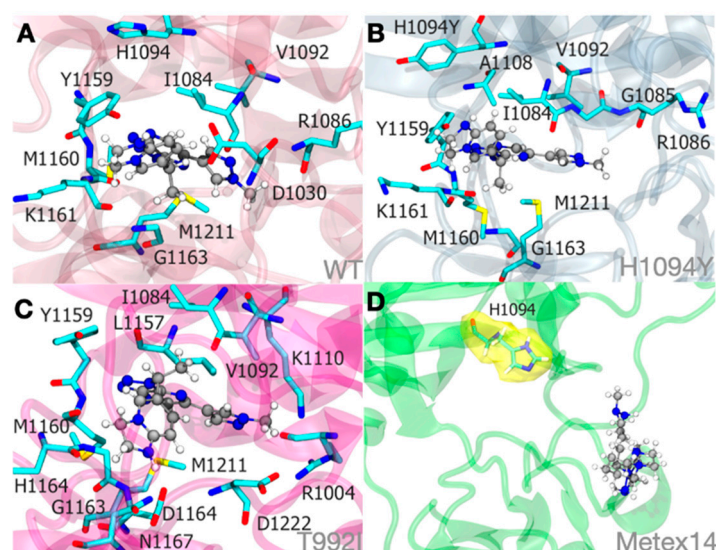 A
H1094
V1092
Y1159
I1084
R1086
M1160
D1030
K1161
M1211
G1163
WT
B
H1094Y
V1092
A1108
G1085
I1084
Y1159
R1086
K1161
M1211
M1160
G1163
H1094Y
C
I1084
Y1159
L1157
K1110
V1092
M1160
M1211
H1164
R1004
G1163
D1164
D1222
N1167
T992I
D
H1094
Metex14